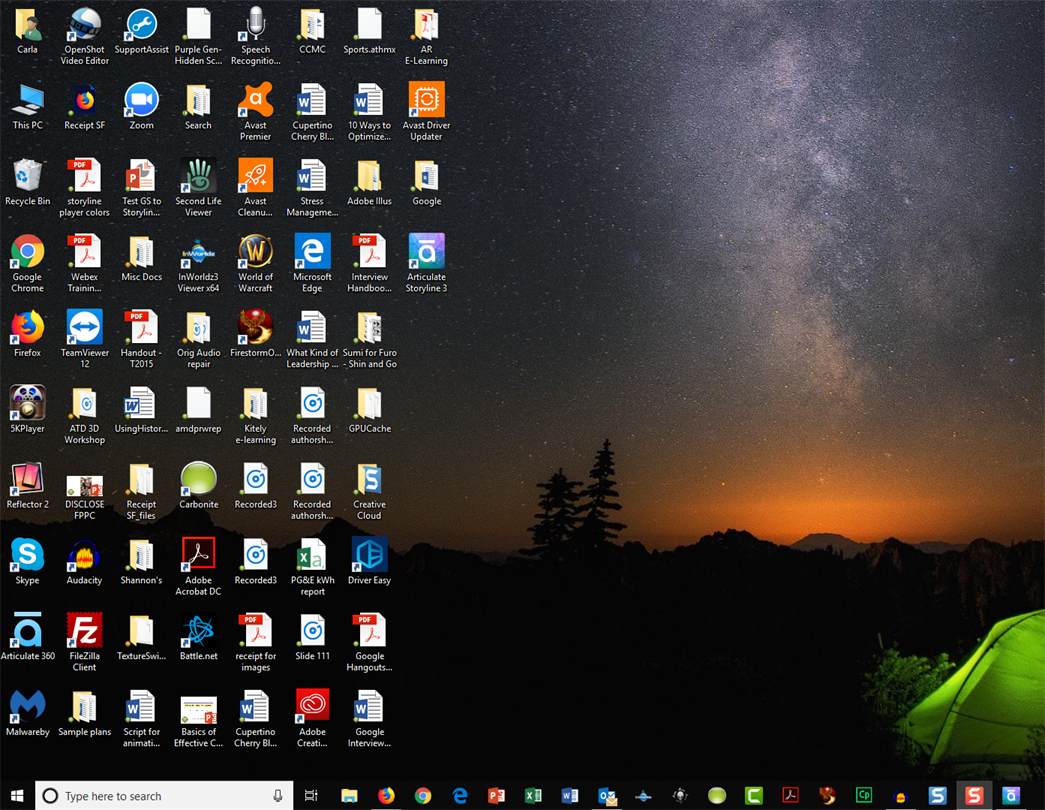 Carla
OpenShot
Video Editor
SupportAssist
Purple Gen-
Hidden Sc...
Speech
Recognitio...
CCMC
Sports.athmx
AR
E-Learning
This PC
Receipt SF
Zoom
Search
Avast
Premier
Cupertino
Cherry Bl...
10 Ways to
Optimize...
Avast Driver
Updater
Recycle Bin
storyline
player colors
Test GS to
Storylin...
Second Life
Viewer
Avast
Cleanu...
Stress
Manageme...
Adobe Illus
Google
Google
Chrome
Webex
Trainin...
Misc Docs
InWorldz3
Viewer x64
World of
Warcraft
Microsoft
Edge
Interview
Handboo...
Articulate
Storyline 3
Firefox
TeamViewer
12
Handout -
T2015
Orig Audio
repair
FirestormO...
What Kind of
Leadership ...
Sumi for Furo
- Shin and Go
5KPlayer
ATD 3D
Workshop
UsingHistor...
amdprwrep
Kitely
e-learning
Recorded
authorsh...
GPUCache
Reflector 2
DISCLOSE
FPPC
Receipt
SF_files
Carbonite
Recorded3
Recorded
authorsh...
Creative
Cloud
Skype
Audacity
Shannon's
Adobe
Acrobat DC
Recorded3
PG&E kWh
report
Driver Easy
Articulate 360
FileZilla
Client
TextureSwi...
Battle.net
receipt for
images
Slide 111
Google
Hangouts...
Malwareby
Sample plans
Script for
animati...
Basics of
Effective C...
Cupertino
Cherry Bl...
Adobe
Creati...
Google
Interview...
Type here to search